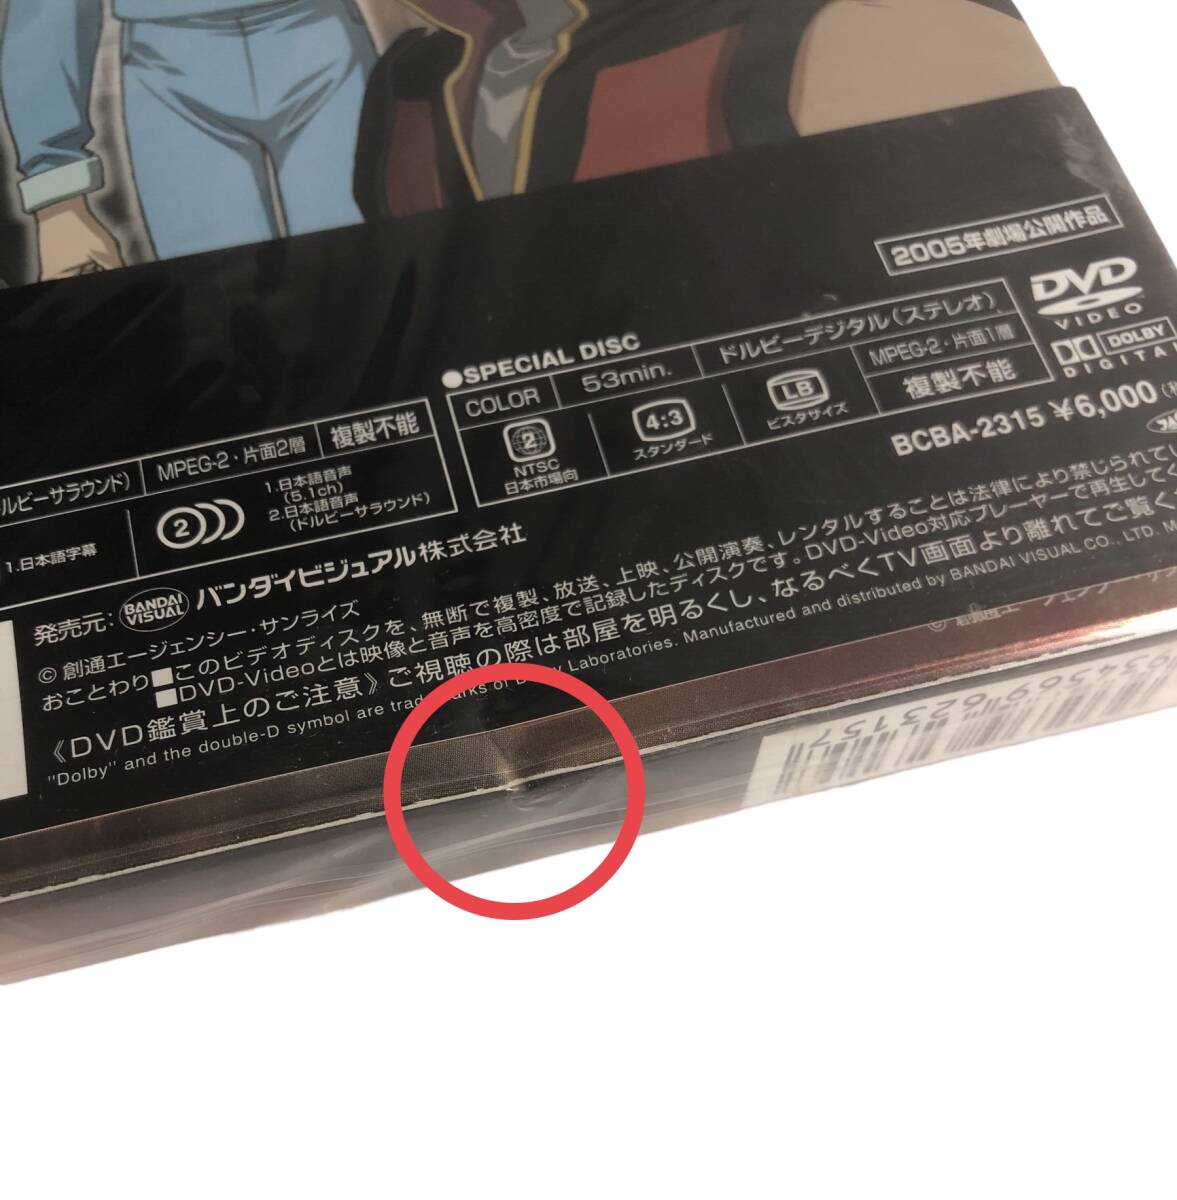 2005年劇場公開作品
DVD
VIDEO
DOLBY
DIGITAL
●SPECIAL DISC
COLOR
53min.
ドルビーデジタル(ステレオ)
2
NTSC
日本市場向
4:3
スタンダード
LB
ビスタサイズ
MPEG-2・片面1層
複製不能
BCBA-2315 ¥6,000
ルビーサラウンド)
MPEG-2・片面2層
複製不能
1.日本語字幕
2
1.日本語音声
(5.1ch)
2.日本語音声
(ドルビーサラウンド)
発売元:
BANDAI
VISUAL
バンダイビジュアル株式会社
©創通エージェンシー・サンライズ
おことわり■このビデオディスクを、無断で複製、放送、上映、公開演奏、レンタルすることは法律により禁じられてい
■DVD-Videoとは映像と音声を高密度で記録したディスクです。DVD-Video対応プレーヤーで再生してく
《DVD鑑賞上のご注意》ご視聴の際は部屋を明るくし、なるべくTV画面より離れてご覧く
"Dolby" and the double-D symbol are trademarks of Dolby Laboratories. Manufactured and distributed by BANDAI VISUAL CO., LTD.